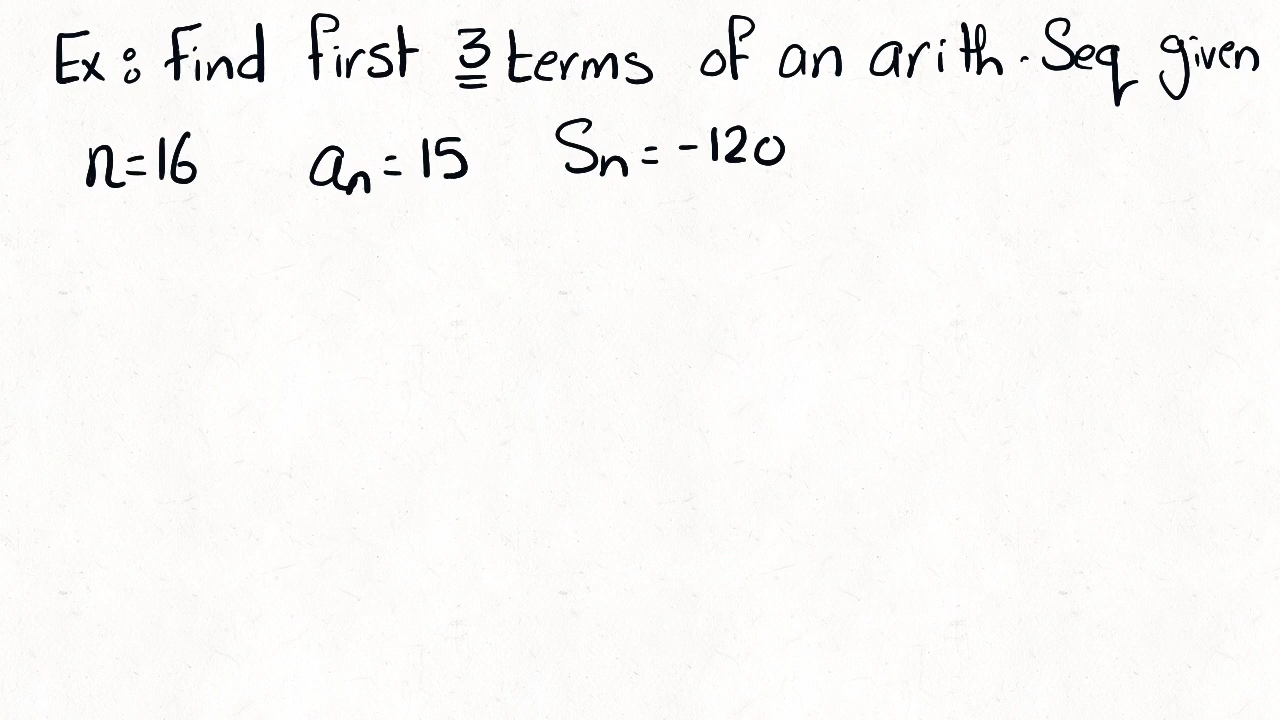 Ex: Find first 3 terms of an arith. Seq given
n=16 aₙ = 15 Sₙ = -120